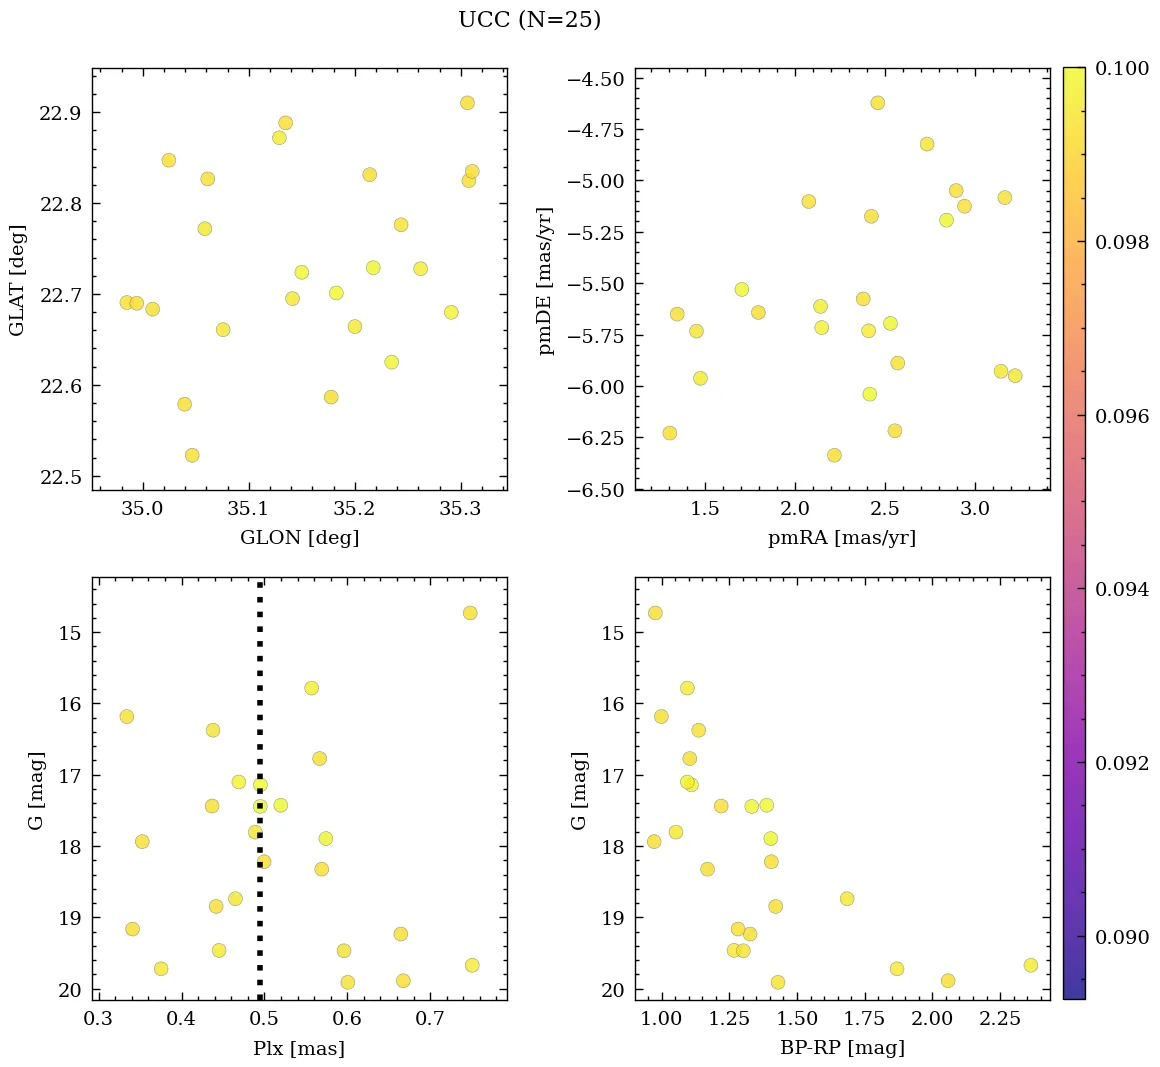 UCC (N=25)
22.9
22.8
22.7
22.6
22.5
GLAT [deg]
35.0 35.1 35.2 35.3
GLON [deg]
−4.50
−4.75
−5.00
−5.25
−5.50
−5.75
−6.00
−6.25
−6.50
pmDE [mas/yr]
1.5 2.0 2.5 3.0
pmRA [mas/yr]
0.100
0.098
0.096
0.094
0.092
0.090
15
16
17
18
19
20
G [mag]
0.3 0.4 0.5 0.6 0.7
Plx [mas]
15
16
17
18
19
20
G [mag]
1.00 1.25 1.50 1.75 2.00 2.25
BP-RP [mag]